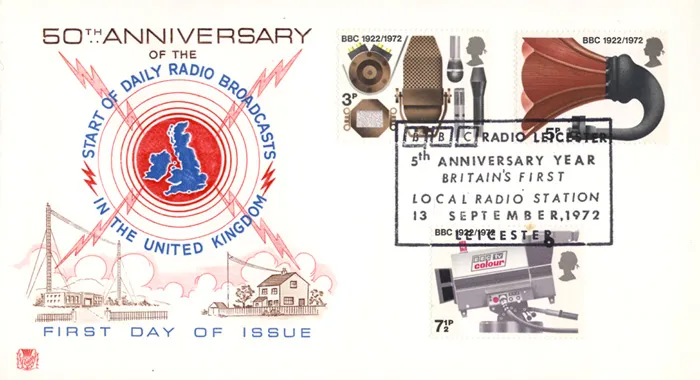 50TH ANNIVERSARY
OF THE
START OF DAILY RADIO BROADCASTS
IN THE UNITED KINGDOM
FIRST DAY OF ISSUE
BBC 1922/1972
3P
BBC 1922/1972
5P
BBC RADIO LEICESTER
5th ANNIVERSARY YEAR
BRITAIN'S FIRST
LOCAL RADIO STATION
13 SEPTEMBER, 1972
LEICESTER
BBC 1922/1972
BBC tv
colour
7½P